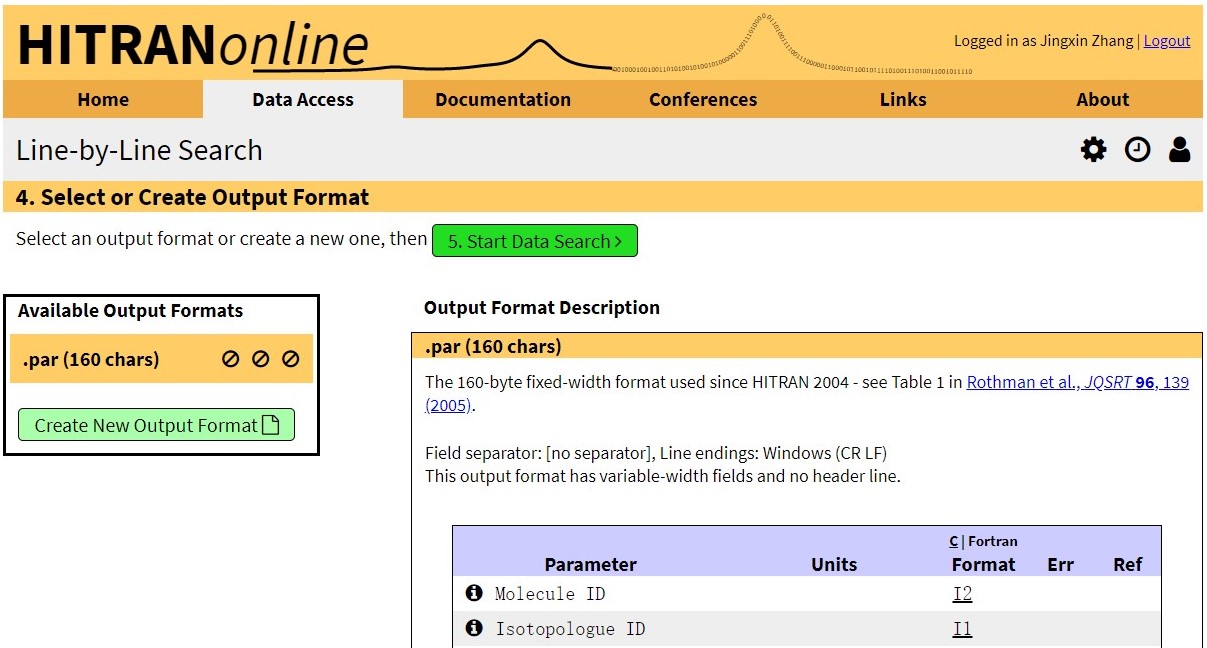 HITRANonline
Logged in as Jingxin Zhang | Logout
Home Data Access Documentation Conferences Links About
Line-by-Line Search
4. Select or Create Output Format
Select an output format or create a new one, then 5. Start Data Search >
Available Output Formats
.par (160 chars)
Create New Output Format
Output Format Description
.par (160 chars)
The 160-byte fixed-width format used since HITRAN 2004 - see Table 1 in Rothman et al., JQSRT 96, 139
(2005).
Field separator: [no separator], Line endings: Windows (CR LF)
This output format has variable-width fields and no header line.
C | Fortran
Parameter Units Format Err Ref
Molecule ID I2
Isotopologue ID I1